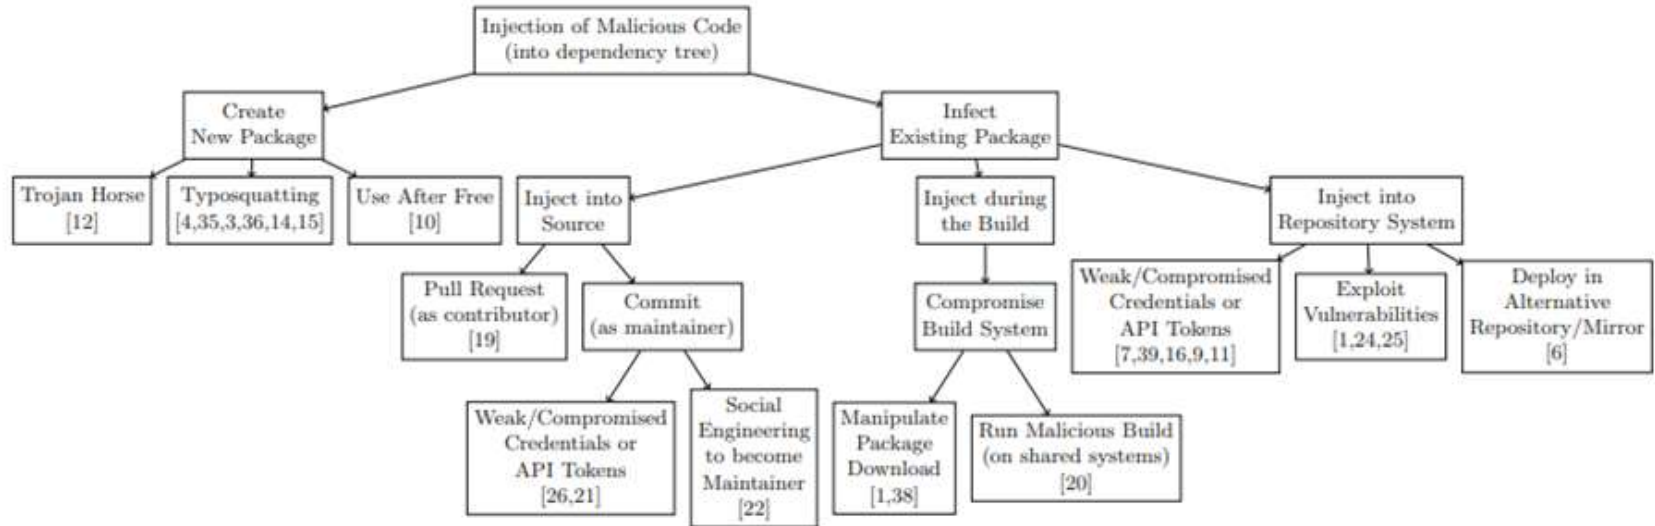 Injection of Malicious Code
(into dependency tree)
Create
New Package
Infect
Existing Package
Trojan Horse
[12]
Typosquatting
[4,35,3,36,14,15]
Use After Free
[10]
Inject into
Source
Inject during
the Build
Inject into
Repository System
Pull Request
(as contributor)
[19]
Commit
(as maintainer)
Compromise
Build System
Weak/Compromised
Credentials or
API Tokens
[7,39,16,9,11]
Exploit
Vulnerabilities
[1,24,25]
Deploy in
Alternative
Repository/Mirror
[6]
Weak/Compromised
Credentials or
API Tokens
[26,21]
Social
Engineering
to become
Maintainer
[22]
Manipulate
Package
Download
[1,38]
Run Malicious Build
(on shared systems)
[20]